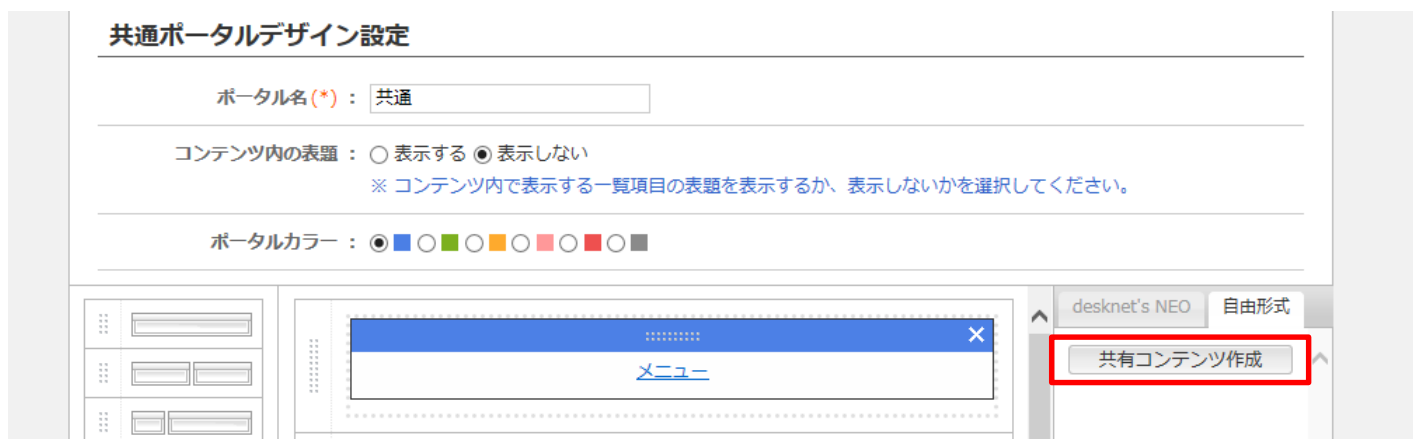 共通ポータルデザイン設定
ポータル名(*) : 共通
コンテンツ内の表題 : 表示する 表示しない
※ コンテンツ内で表示する一覧項目の表題を表示するか、表示しないかを選択してください。
ポータルカラー :
desknet's NEO 自由形式
共有コンテンツ作成
メニュー